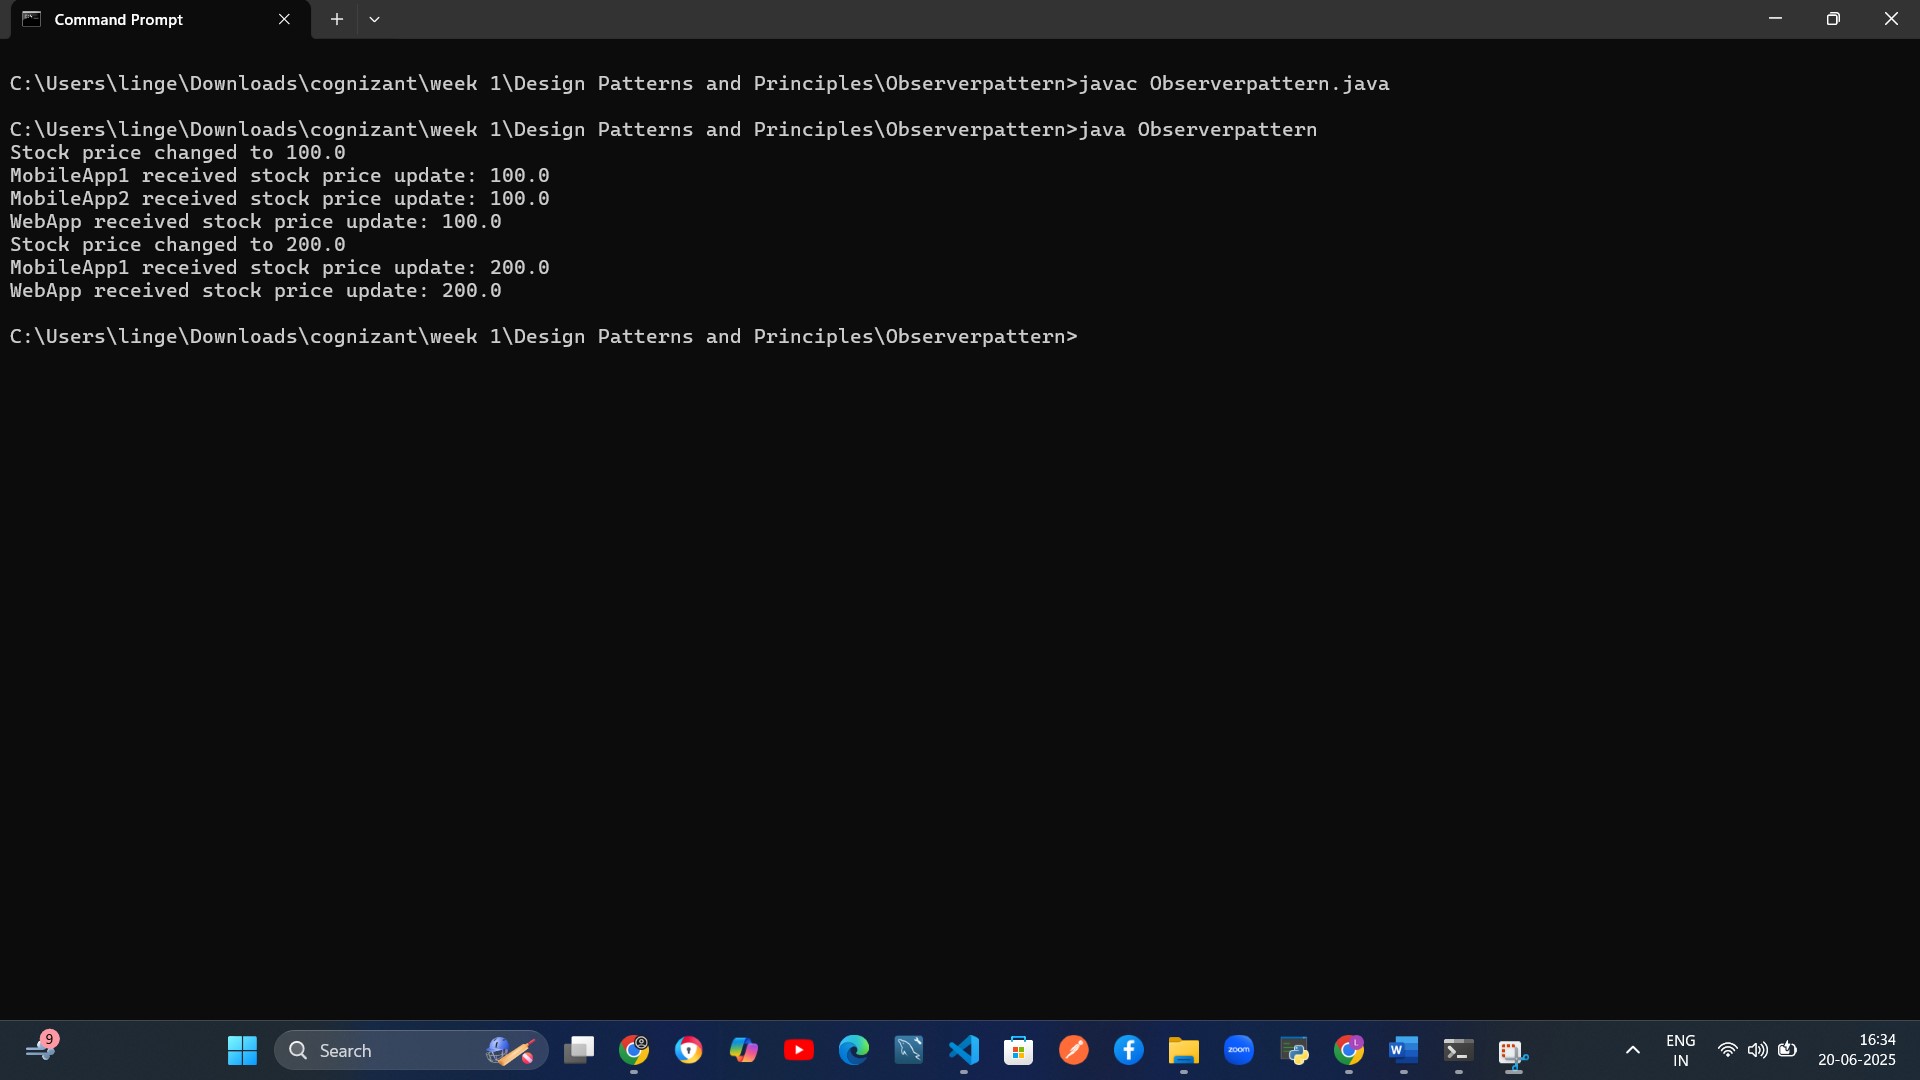 Command Prompt
C:\Users\linge\Downloads\cognizant\week 1\Design Patterns and Principles\Observerpattern>javac Observerpattern.java
C:\Users\linge\Downloads\cognizant\week 1\Design Patterns and Principles\Observerpattern>java Observerpattern
Stock price changed to 100.0
MobileApp1 received stock price update: 100.0
MobileApp2 received stock price update: 100.0
WebApp received stock price update: 100.0
Stock price changed to 200.0
MobileApp1 received stock price update: 200.0
WebApp received stock price update: 200.0
C:\Users\linge\Downloads\cognizant\week 1\Design Patterns and Principles\Observerpattern>
9
Search
zoom
L
W
ENG
IN
16:34
20-06-2025